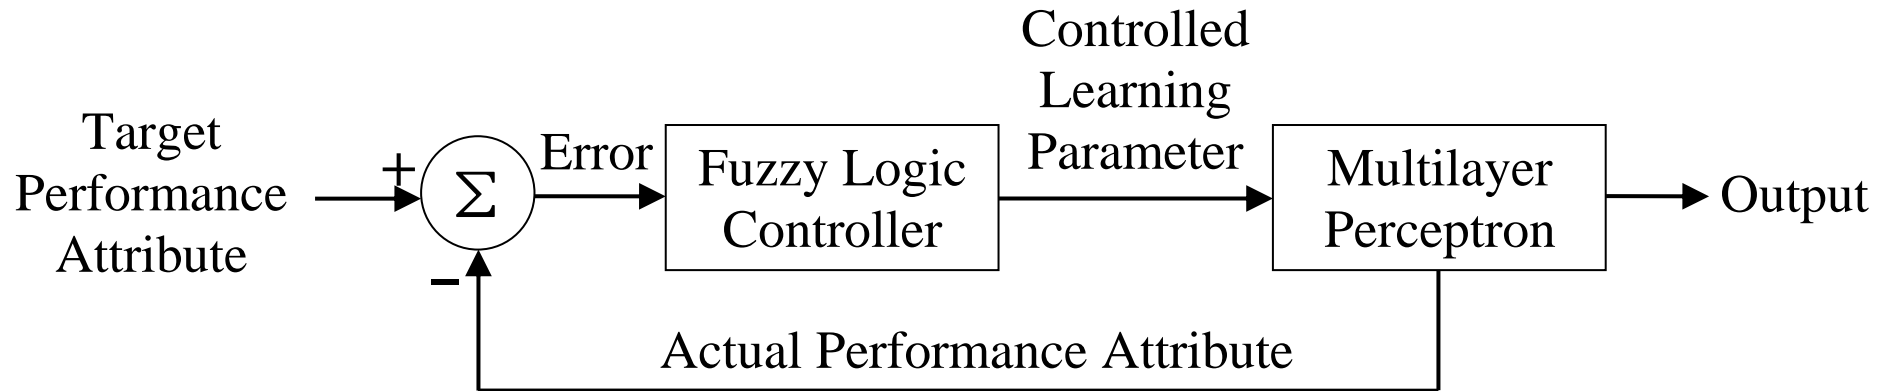 Target
Performance
Attribute
+
Σ
−
Error
Fuzzy Logic
Controller
Controlled
Learning
Parameter
Multilayer
Perceptron
Output
Actual Performance Attribute